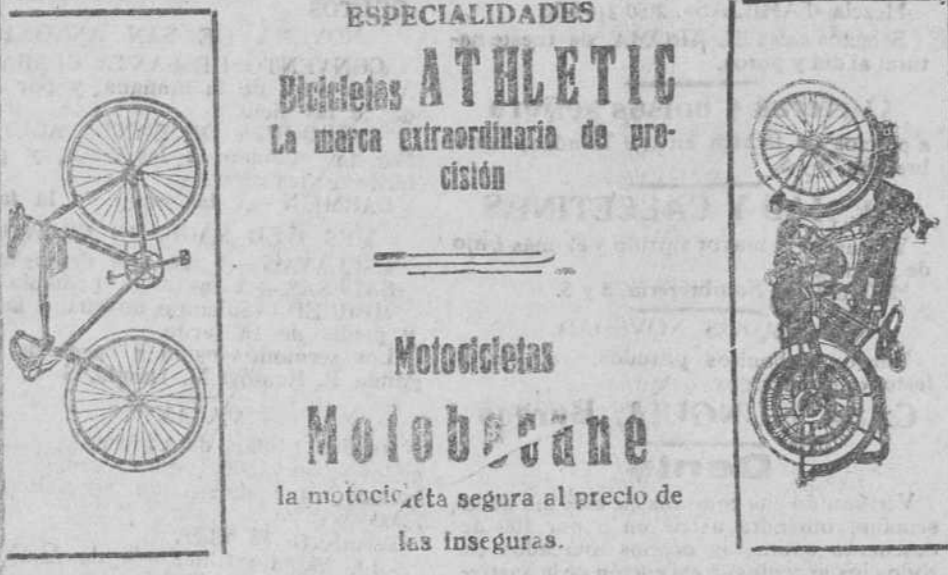 ESPECIALIDADES
Bicicletas ATHLETIC
La marca extraordinaria de pre-
cisión
Motocicletas
Motobecane
la motocicleta segura al precio de
las inseguras.